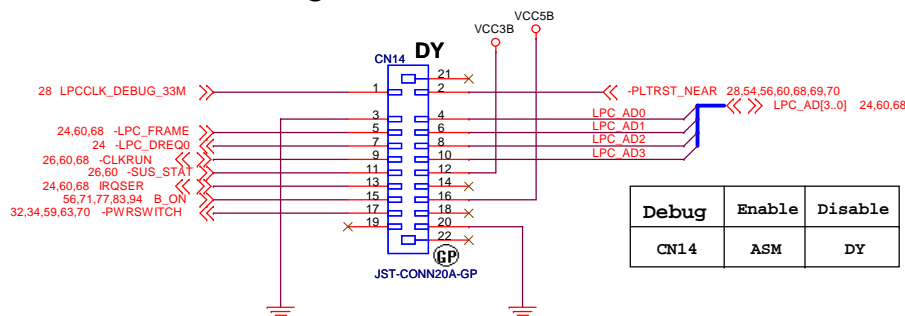 VCC5B
VCC3B
DY
CN14
21
28 LPCCLK_DEBUG_33M
1
2
-PLTRST_NEAR 28,54,56,60,68,69,70
LPC_AD[3..0] 24,60,68
3
4
LPC_AD0
24,60,68 -LPC_FRAME
5
6
LPC_AD1
24 -LPC_DREQ0
7
8
LPC_AD2
26,60,68 -CLKRUN
9
10
LPC_AD3
26,60 -SUS_STAT
11
12
24,60,68 IRQSER
13
14
56,71,77,83,94 B_ON
15
16
32,34,59,63,70 -PWRSWITCH
17
18
19
20
22
GP
JST-CONN20A-GP
Debug Enable Disable
CN14 ASM DY